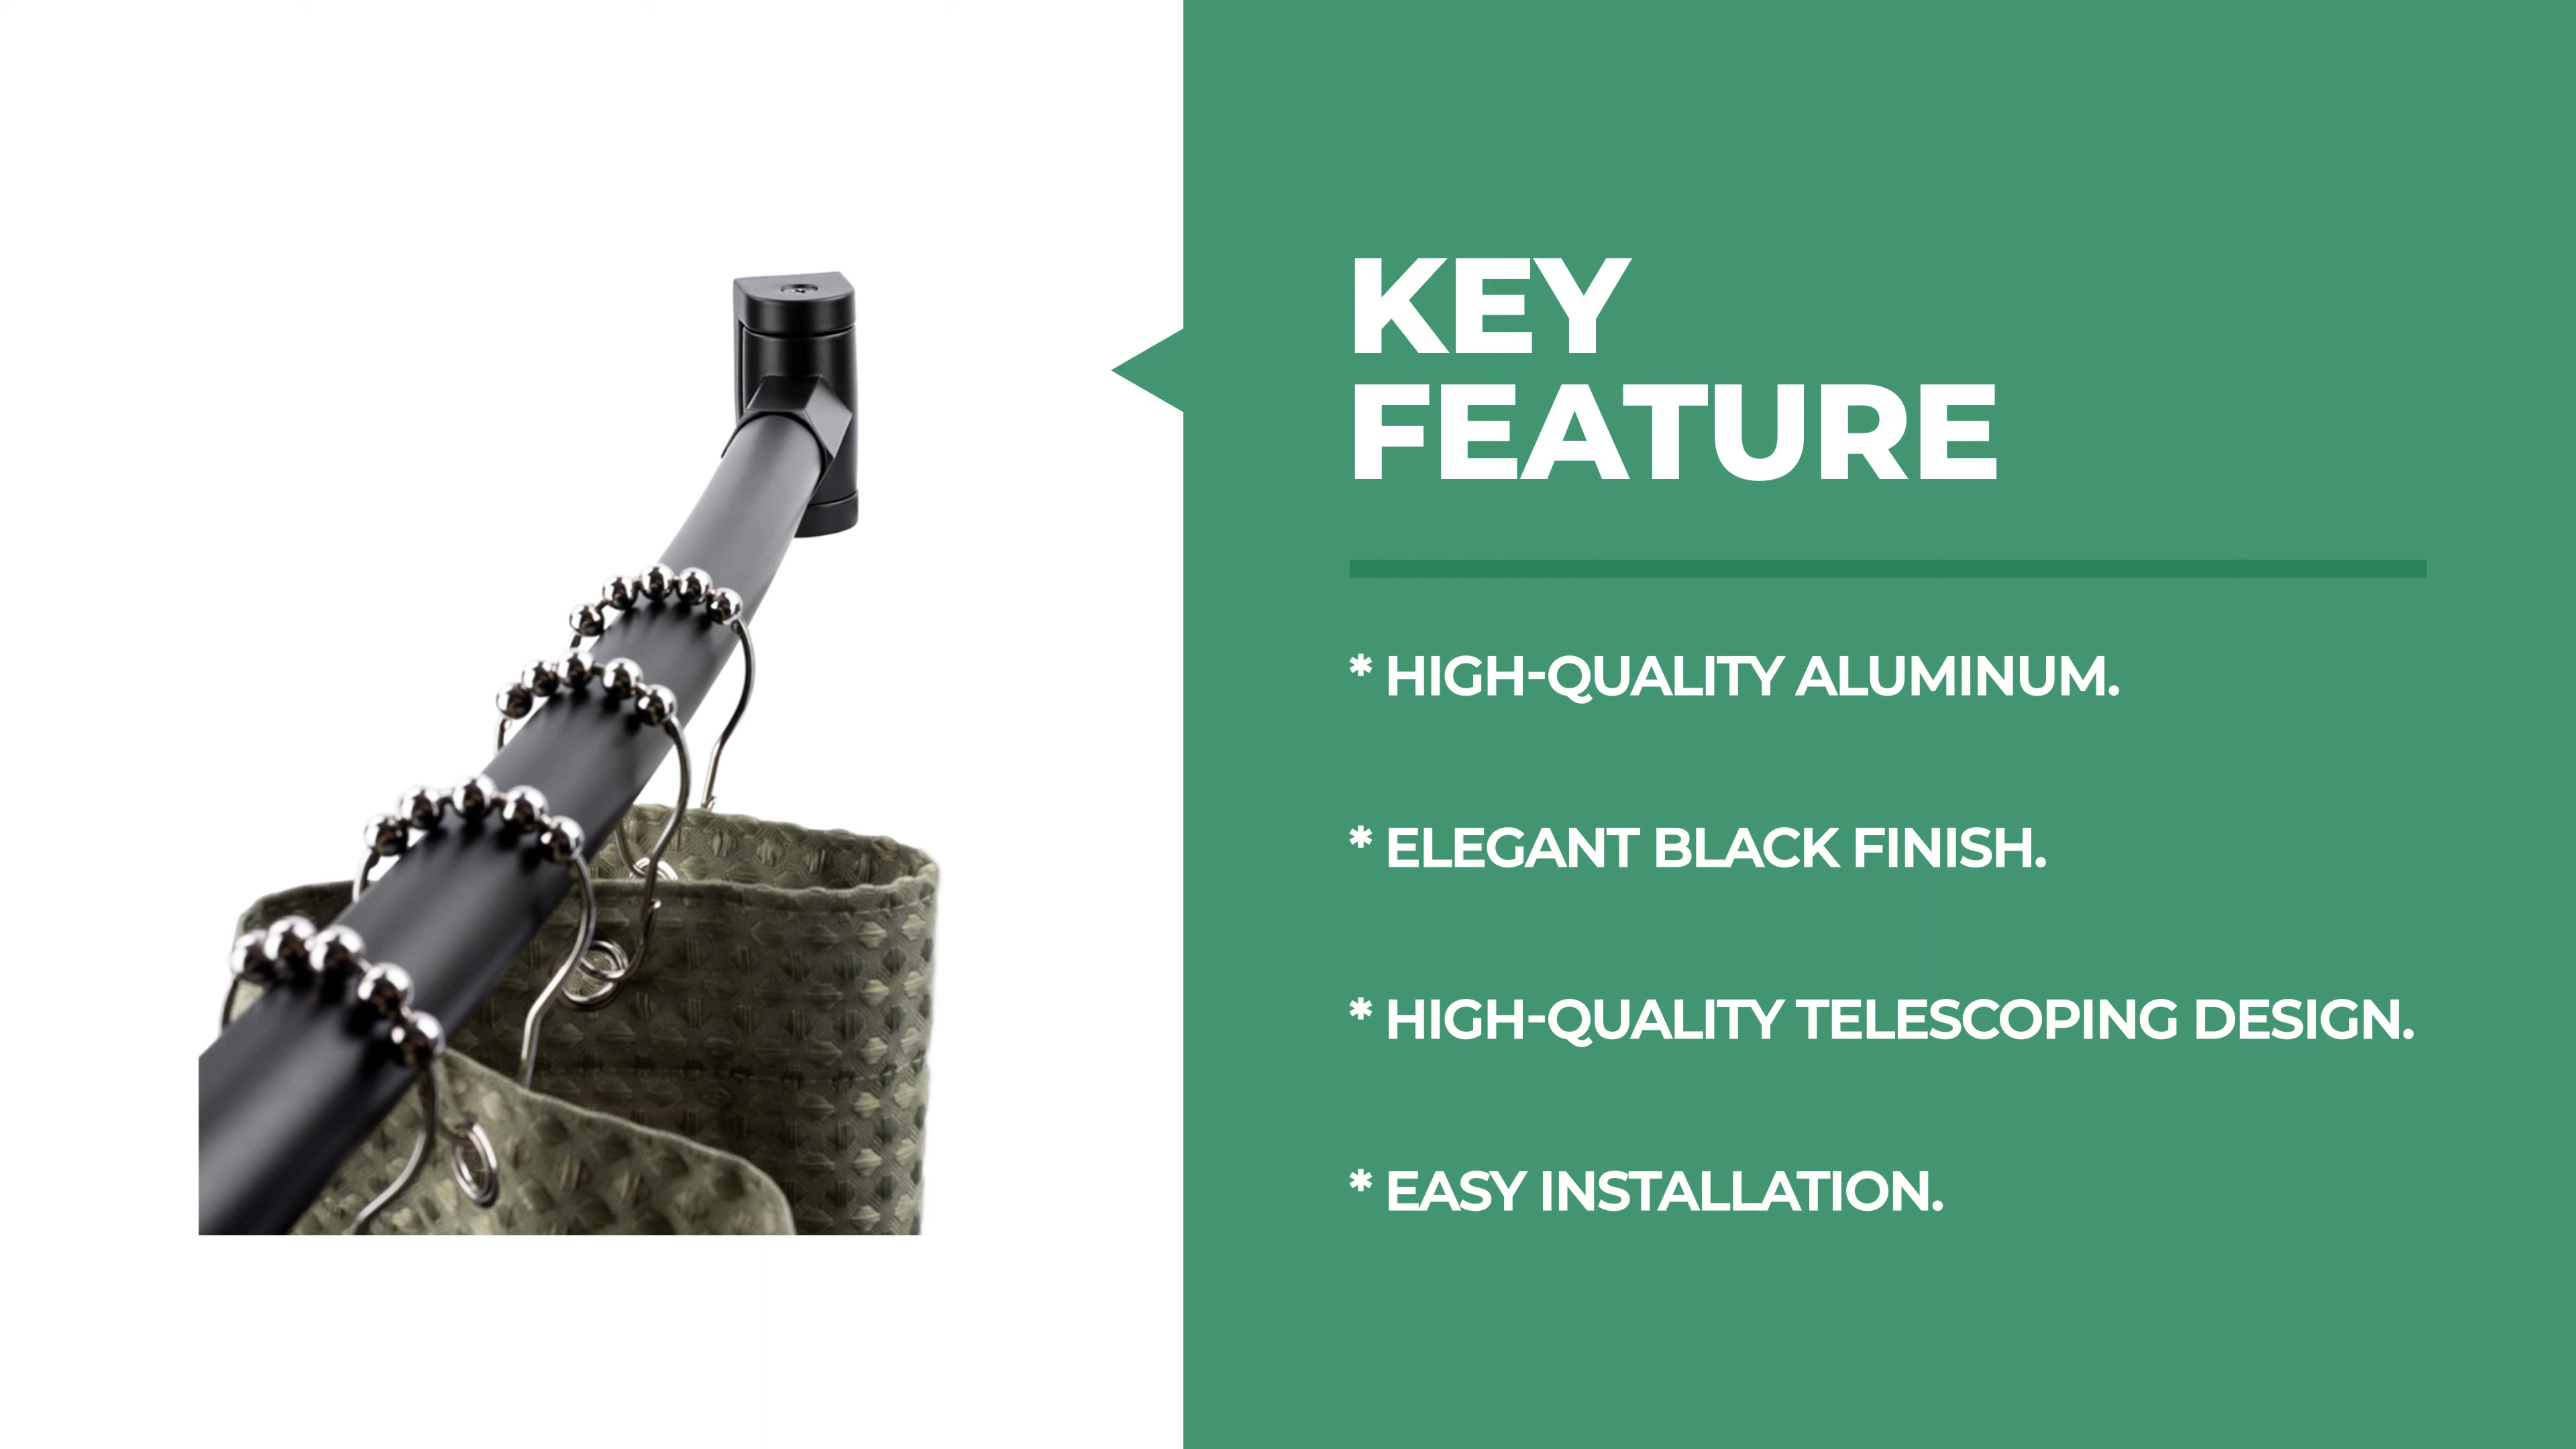 KEY
FEATURE
* HIGH-QUALITY ALUMINUM.
* ELEGANT BLACK FINISH.
* HIGH-QUALITY TELESCOPING DESIGN.
* EASY INSTALLATION.